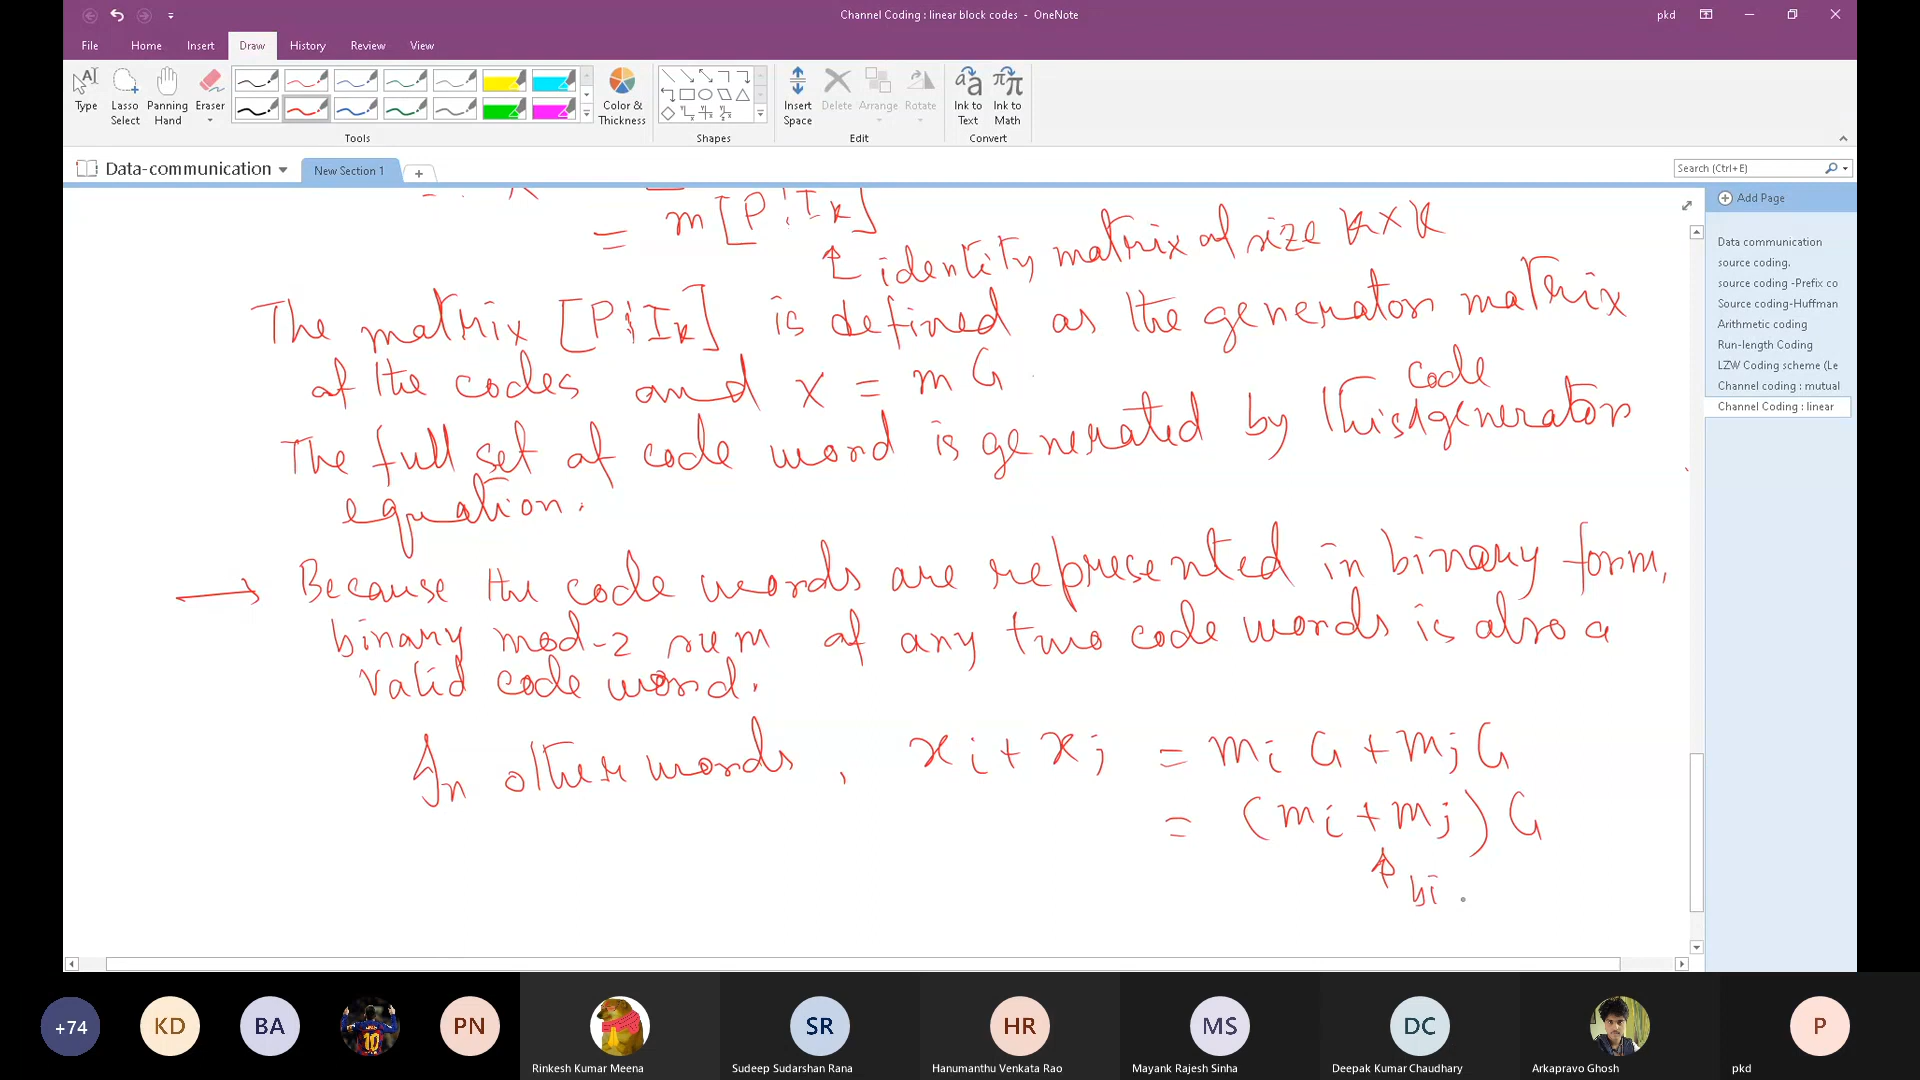 Channel Coding : linear block codes - OneNote
pkd
File Home Insert Draw History Review View
Type
Lasso Select
Panning Hand
Eraser
Color & Thickness
Insert Space
Delete
Arrange
Rotate
Ink to Text
Ink to Math
Tools
Shapes
Edit
Convert
Data-communication
New Section 1
+
Search (Ctrl+E)
= m [P ¦ Iₖ]
↑ identity matrix of size k×k
The matrix [P ¦ Iₖ] is defined as the generator matrix
of the codes and x = m G
The full set of code word is generated by this code generator
equation.
→ Because the code words are represented in binary form,
binary mod-2 sum of any two code words is also a
valid code word.
In other words, xᵢ + xⱼ = mᵢ G + mⱼ G
= (mᵢ + mⱼ) G
↑ bi
Add Page
Data communication
source coding.
source coding -Prefix co
Source coding-Huffman
Arithmetic coding
Run-length Coding
LZW Coding scheme (Le
Channel coding : mutual
Channel Coding : linear
+74
KD
BA
10
PN
SR
HR
MS
DC
P
Rinkesh Kumar Meena
Sudeep Sudarshan Rana
Hanumanthu Venkata Rao
Mayank Rajesh Sinha
Deepak Kumar Chaudhary
Arkapravo Ghosh
pkd